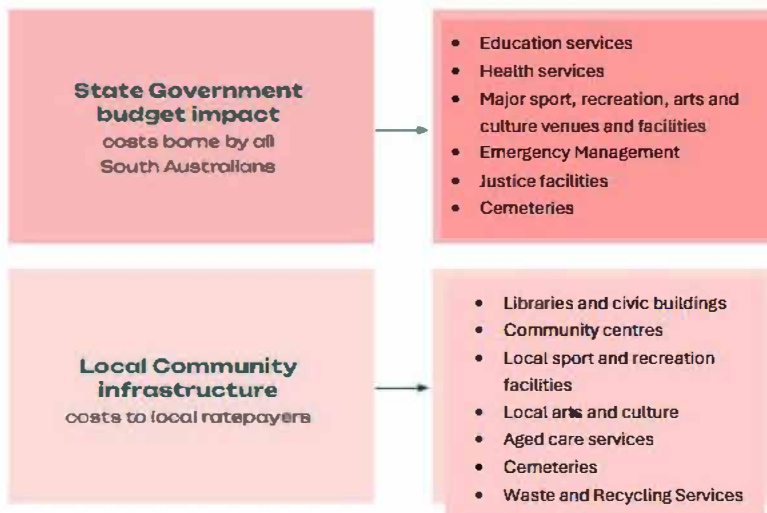 State Government
budget impact
costs borne by all
South Australians
• Education services
• Health services
• Major sport, recreation, arts and
culture venues and facilities
• Emergency Management
• Justice facilities
• Cemeteries
Local Community
infrastructure
costs to local ratepayers
• Libraries and civic buildings
• Community centres
• Local sport and recreation
facilities
• Local arts and culture
• Aged care services
• Cemeteries
• Waste and Recycling Services